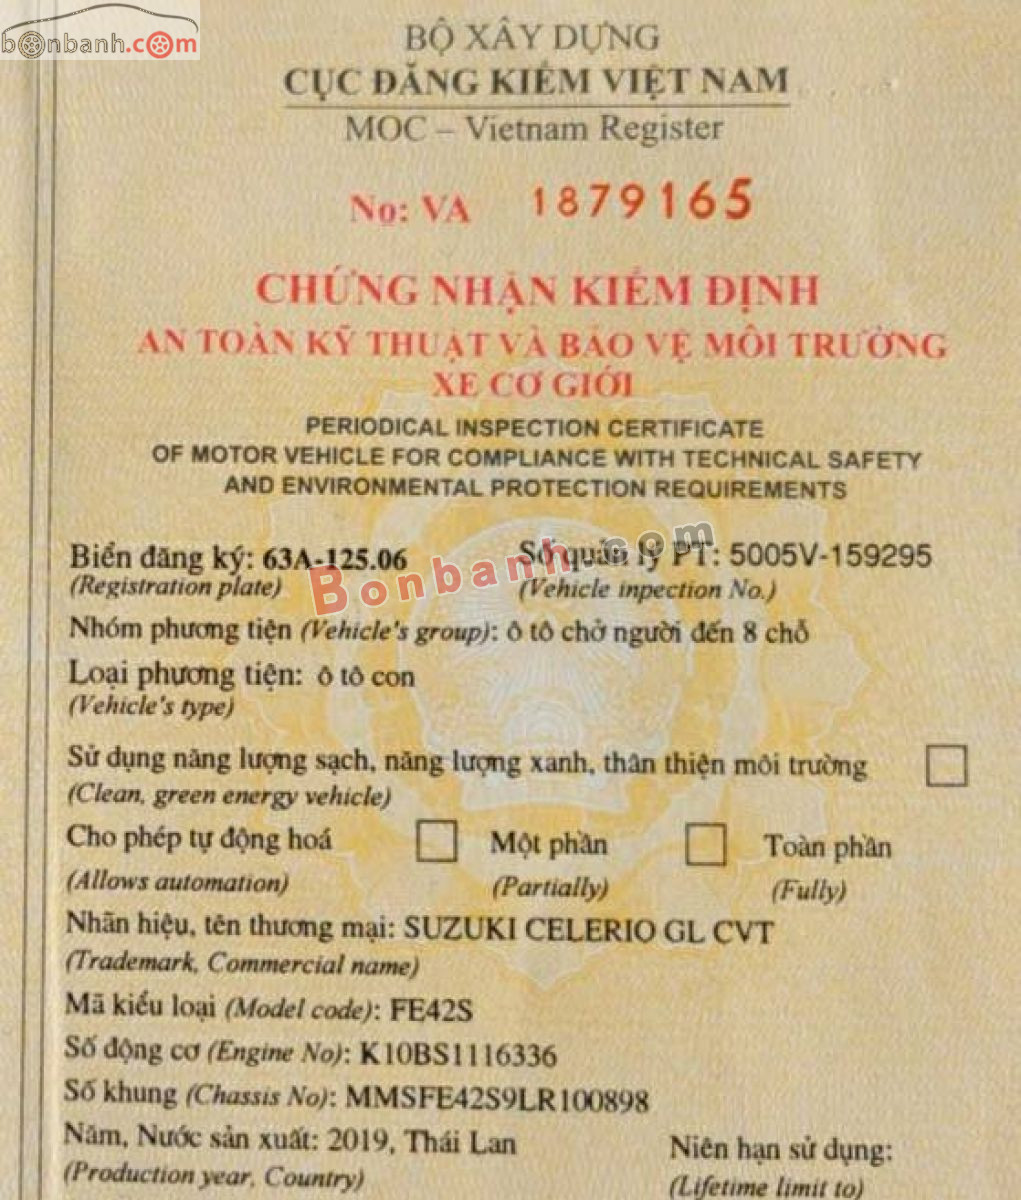 bonbanh.com
BỘ XÂY DỰNG
CỤC ĐĂNG KIỂM VIỆT NAM
MOC – Vietnam Register
No: VA 1879165
CHỨNG NHẬN KIỂM ĐỊNH
AN TOÀN KỸ THUẬT VÀ BẢO VỆ MÔI TRƯỜNG
XE CƠ GIỚI
PERIODICAL INSPECTION CERTIFICATE
OF MOTOR VEHICLE FOR COMPLIANCE WITH TECHNICAL SAFETY
AND ENVIRONMENTAL PROTECTION REQUIREMENTS
Biển đăng ký: 63A-125.06 Số quản lý PT: 5005V-159295
(Registration plate) (Vehicle inpection No.)
Bonbanh.com
Nhóm phương tiện (Vehicle's group): ô tô chở người đến 8 chỗ
Loại phương tiện: ô tô con
(Vehicle's type)
Sử dụng năng lượng sạch, năng lượng xanh, thân thiện môi trường
(Clean, green energy vehicle)
Cho phép tự động hoá Một phần Toàn phần
(Allows automation) (Partially) (Fully)
Nhãn hiệu, tên thương mại: SUZUKI CELERIO GL CVT
(Trademark, Commercial name)
Mã kiểu loại (Model code): FE42S
Số động cơ (Engine No): K10BS1116336
Số khung (Chassis No): MMSFE42S9LR100898
Năm, Nước sản xuất: 2019, Thái Lan Niên hạn sử dụng:
(Production year, Country) (Lifetime limit to)